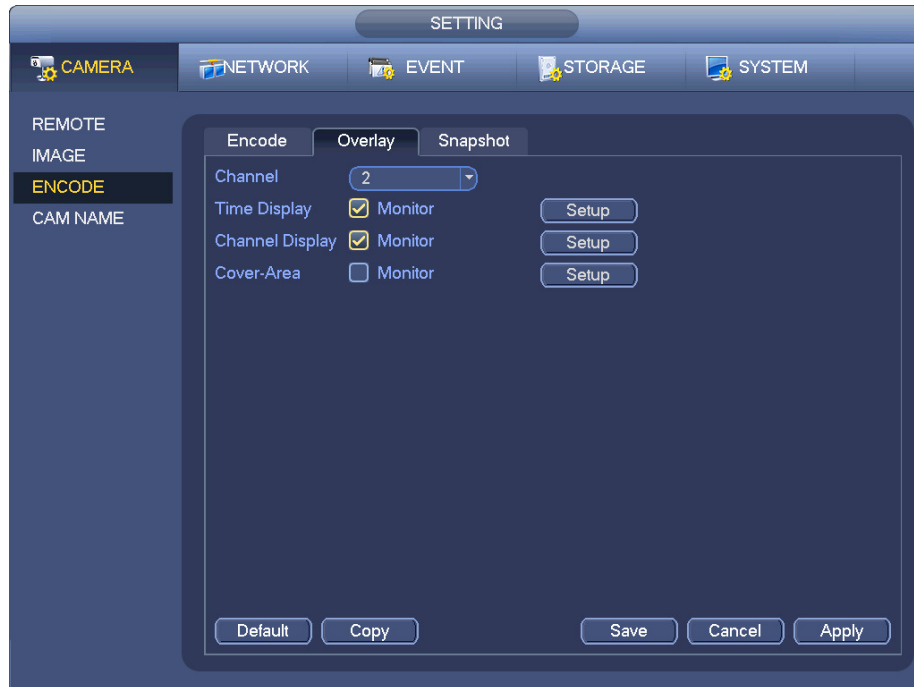 SETTING
CAMERA NETWORK EVENT STORAGE SYSTEM
REMOTE
IMAGE
ENCODE
CAM NAME
Encode Overlay Snapshot
Channel 2
Time Display Monitor Setup
Channel Display Monitor Setup
Cover-Area Monitor Setup
Default Copy Save Cancel Apply